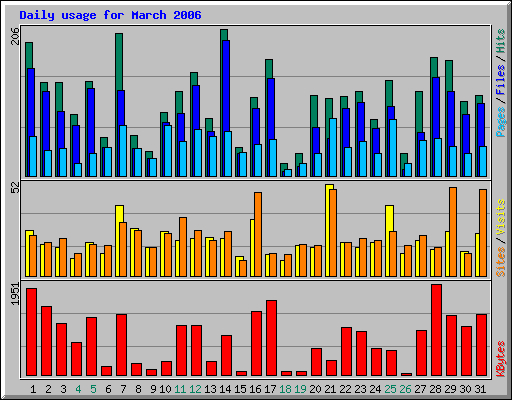 Daily usage for March 2006
206
Pages / Files / Hits
52
Sites / Visits
1951
KBytes
1 2 3 4 5 6 7 8 9 10 11 12 13 14 15 16 17 18 19 20 21 22 23 24 25 26 27 28 29 30 31